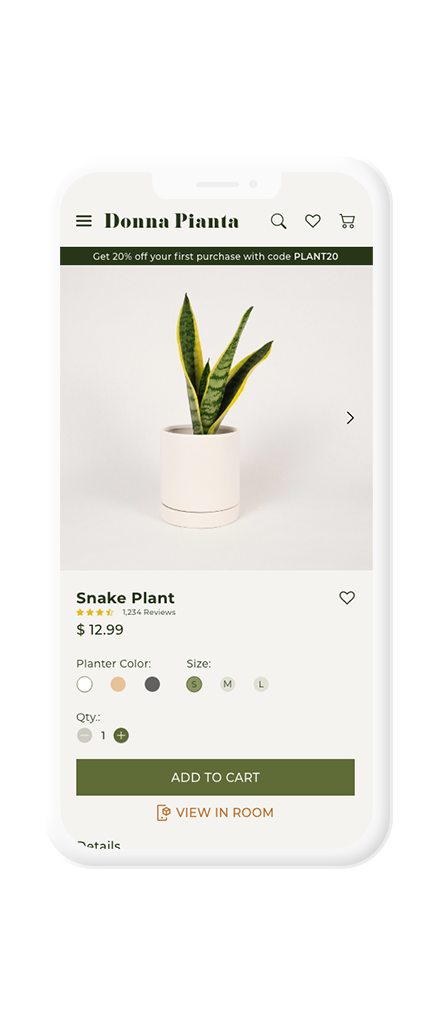 Donna Pianta
Get 20% off your first purchase with code PLANT20
Snake Plant
1,234 Reviews
$ 12.99
Planter Color: Size:
S M L
Qty.:
1
ADD TO CART
VIEW IN ROOM
Details